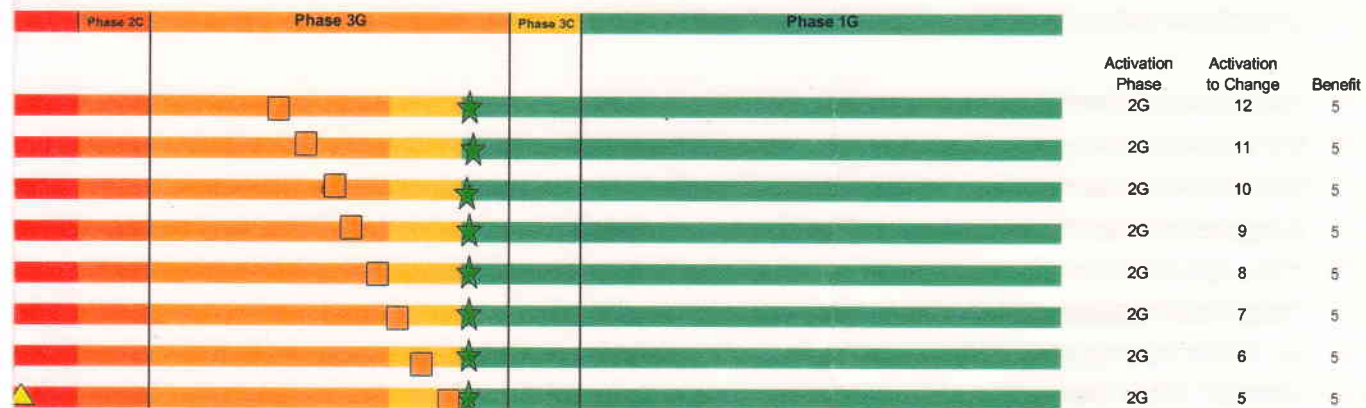 Phase 2C Phase 3G Phase 3C Phase 1G
Activation Activation
Phase to Change Benefit
2G 12 5
2G 11 5
2G 10 5
2G 9 5
2G 8 5
2G 7 5
2G 6 5
2G 5 5